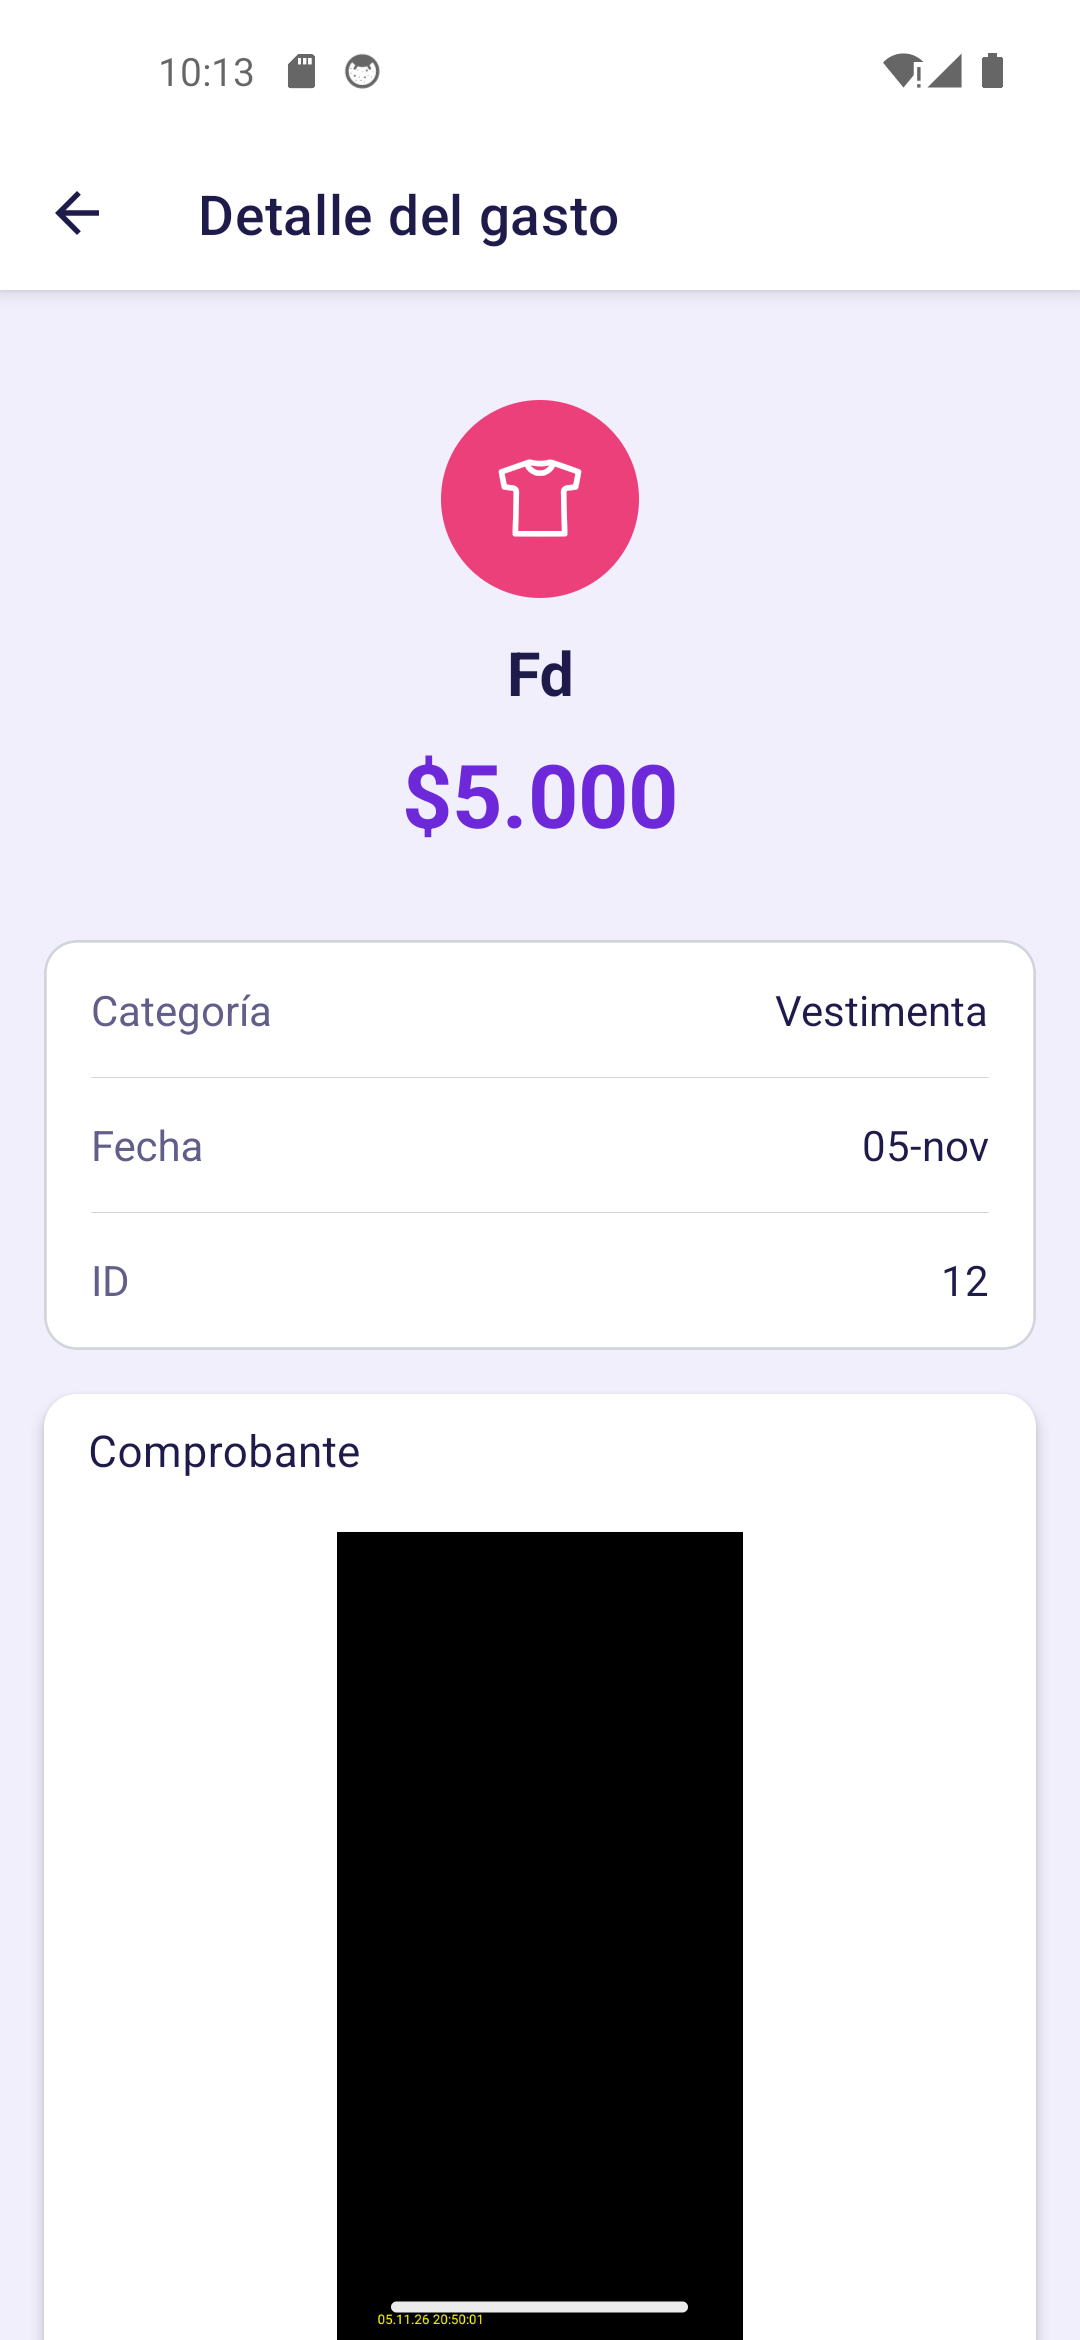 10:13
Detalle del gasto
Fd
$5.000
Categoría
Vestimenta
Fecha
05-nov
ID
12
Comprobante
05.11.26 20:50:01